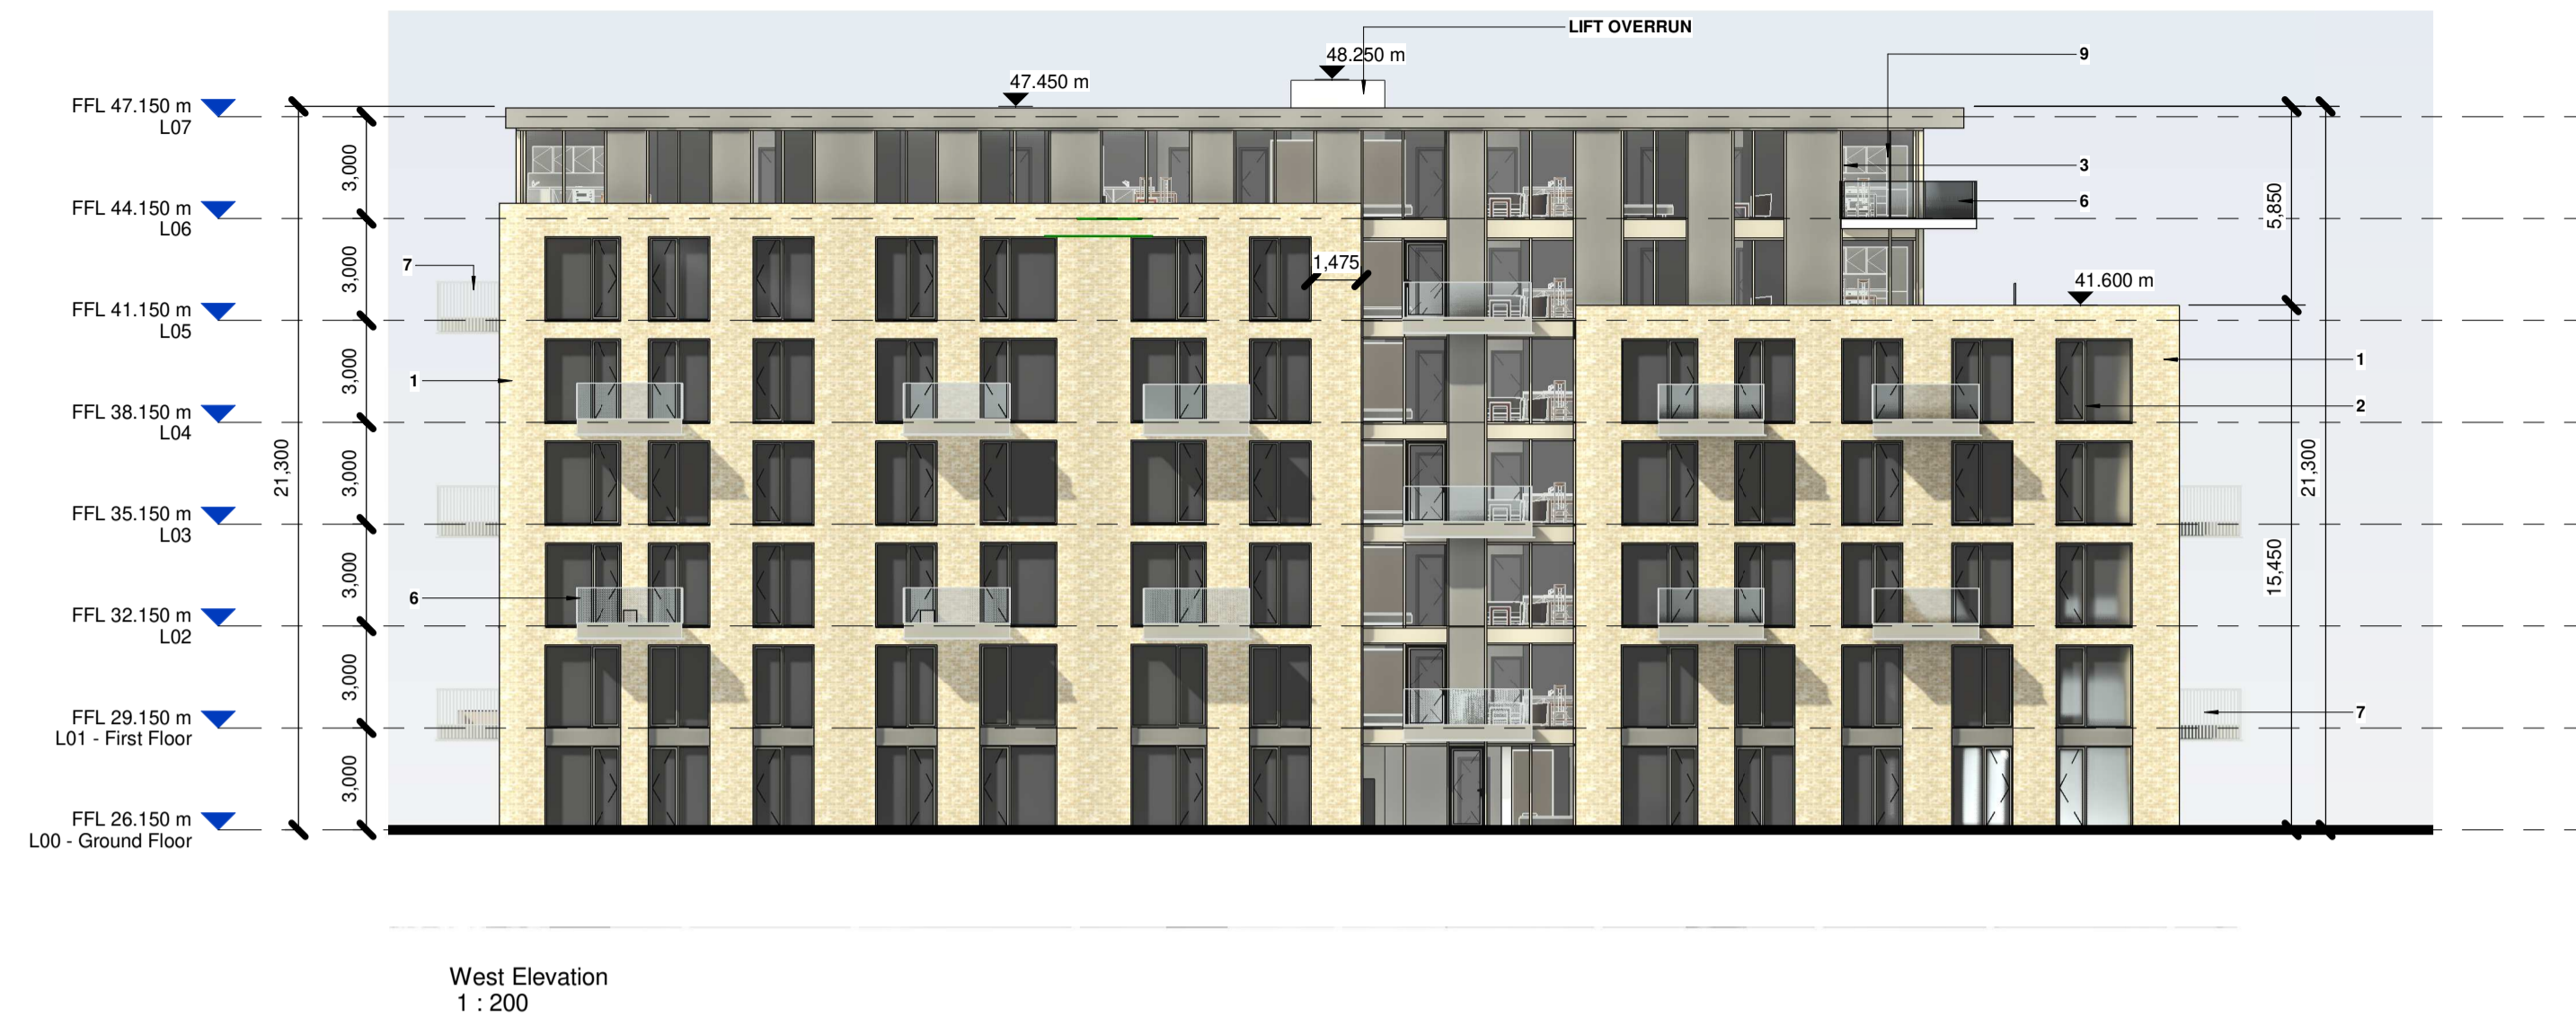 LIFT OVERRUN
48.250 m
9
47.450 m
FFL 47.150 m
L07
3,000
3
FFL 44.150 m
L06
6
5,850
7
3,000
1,475
41.600 m
FFL 41.150 m
L05
1
3,000
1
2
FFL 38.150 m
L04
21,300
3,000
21,300
FFL 35.150 m
L03
15,450
3,000
6
FFL 32.150 m
L02
3,000
7
FFL 29.150 m
L01 - First Floor
3,000
FFL 26.150 m
L00 - Ground Floor
West Elevation
1 : 200